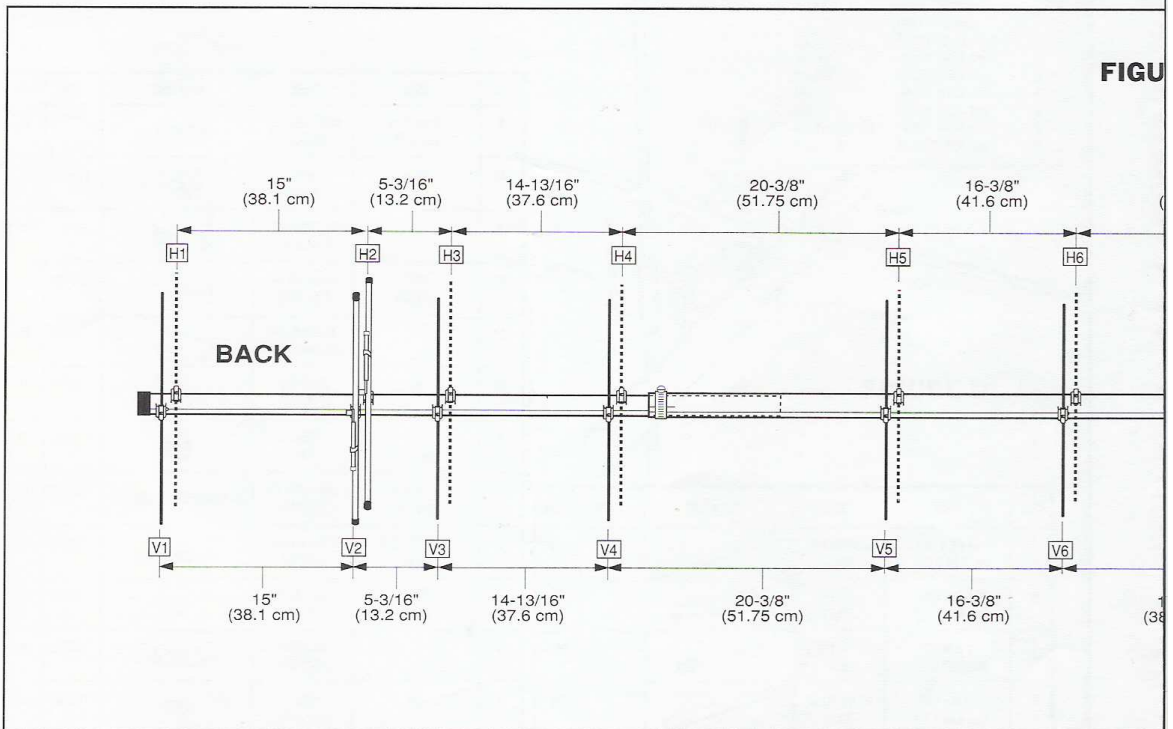 FIGU
15" 5-3/16" 14-13/16" 20-3/8" 16-3/8"
(38.1 cm) (13.2 cm) (37.6 cm) (51.75 cm) (41.6 cm) (
H1 H2 H3 H4 H5 H6
BACK
V1 V2 V3 V4 V5 V6
15" 5-3/16" 14-13/16" 20-3/8" 16-3/8" 1
(38.1 cm) (13.2 cm) (37.6 cm) (51.75 cm) (41.6 cm) (38